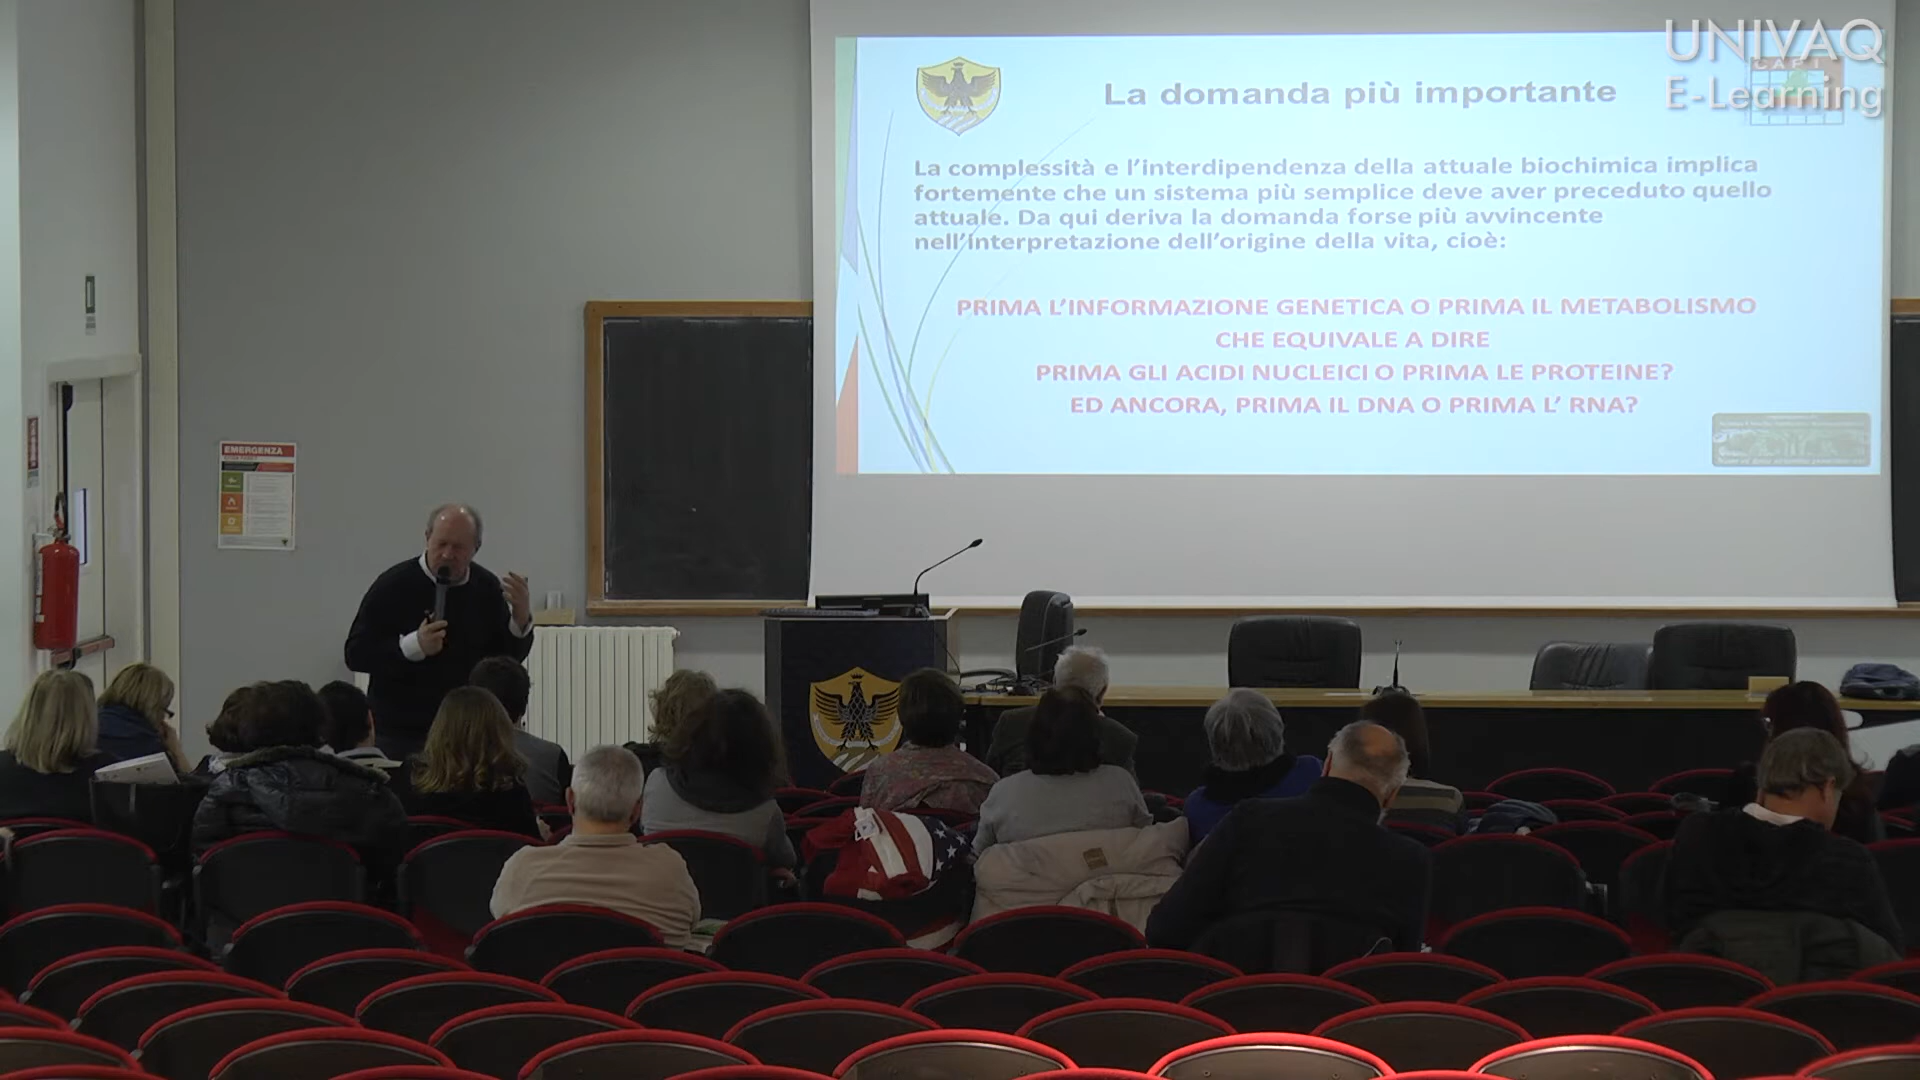 UNIVAQ
E-Learning
CAPI
La domanda più importante
La complessità e l'interdipendenza della attuale biochimica implica
fortemente che un sistema più semplice deve aver preceduto quello
attuale. Da qui deriva la domanda forse più avvincente
nell'interpretazione dell'origine della vita, cioè:
PRIMA L'INFORMAZIONE GENETICA O PRIMA IL METABOLISMO
CHE EQUIVALE A DIRE
PRIMA GLI ACIDI NUCLEICI O PRIMA LE PROTEINE?
ED ANCORA, PRIMA IL DNA O PRIMA L' RNA?
EMERGENZA